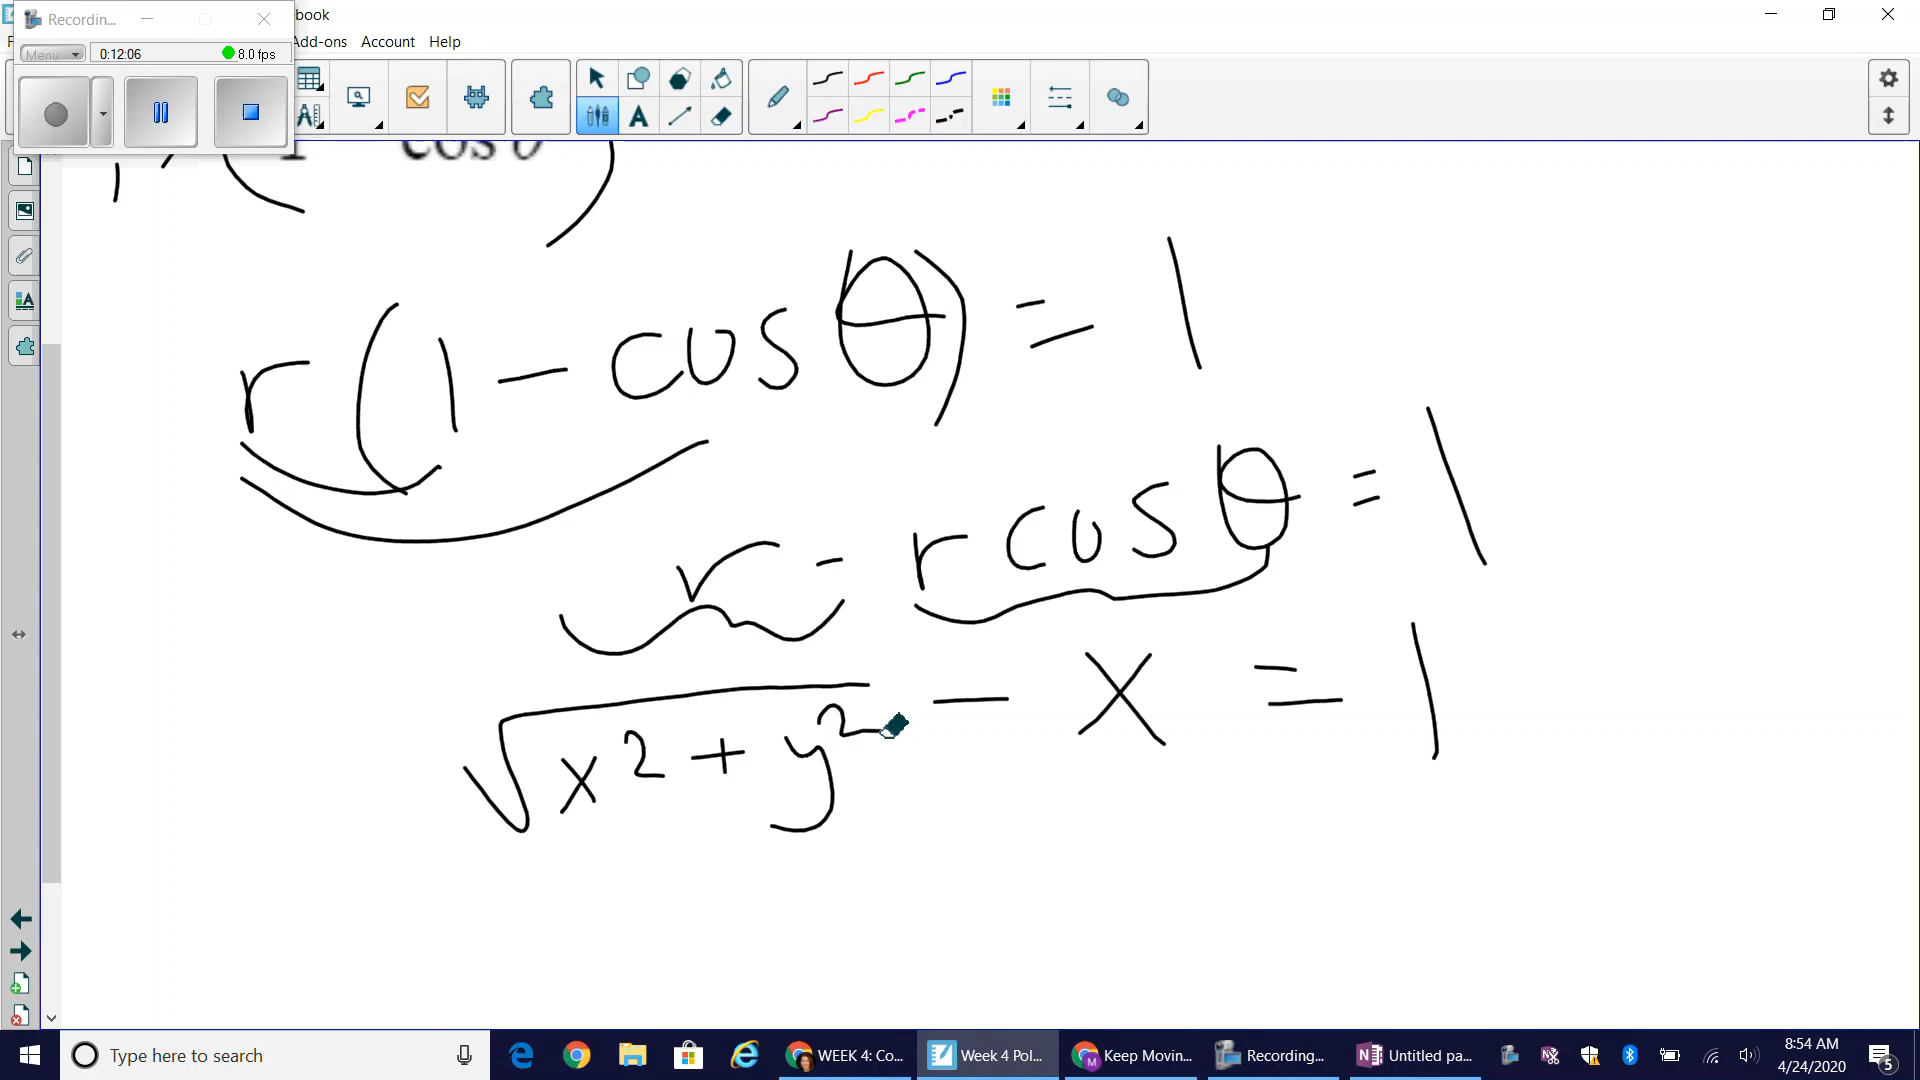 Recordin...
book
Menu
0:12:06
8.0 fps
Add-ons Account Help
cos θ
r(1 - cos θ) = 1
r - r cos θ = 1
√x² + y² - x = 1
Type here to search
WEEK 4: Co...
Week 4 Pol...
Keep Movin...
Recording...
Untitled pa...
8:54 AM
4/24/2020
5